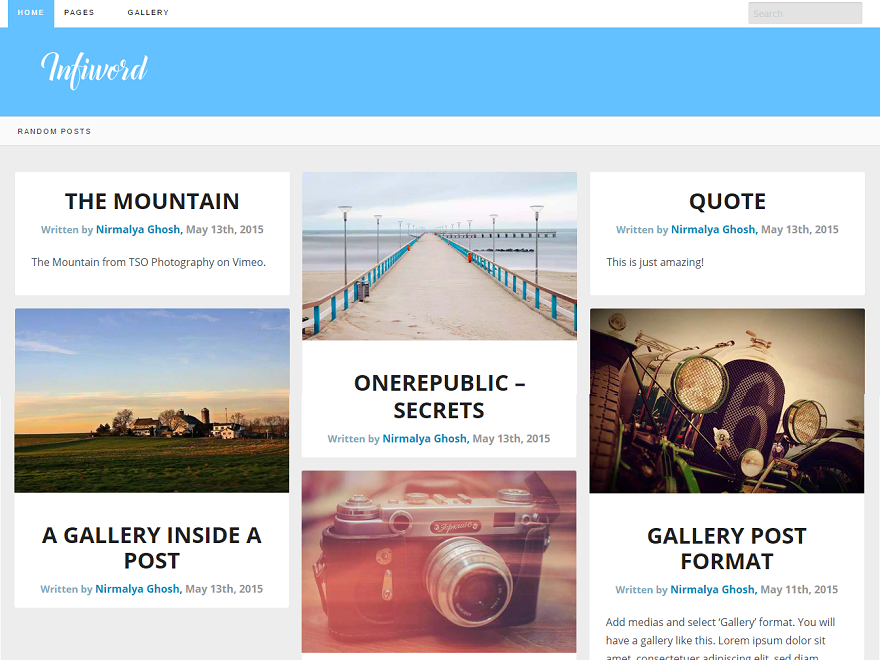 HOME PAGES GALLERY Search
Infiword
RANDOM POSTS
THE MOUNTAIN
Written by Nirmalya Ghosh, May 13th, 2015
The Mountain from TSO Photography on Vimeo.
A GALLERY INSIDE A
POST
Written by Nirmalya Ghosh, May 13th, 2015
ONEREPUBLIC –
SECRETS
Written by Nirmalya Ghosh, May 13th, 2015
QUOTE
Written by Nirmalya Ghosh, May 13th, 2015
This is just amazing!
6
GALLERY POST
FORMAT
Written by Nirmalya Ghosh, May 11th, 2015
Add medias and select ‘Gallery’ format. You will
have a gallery like this. Lorem ipsum dolor sit
amet, consectetuer adipiscing elit, sed diam